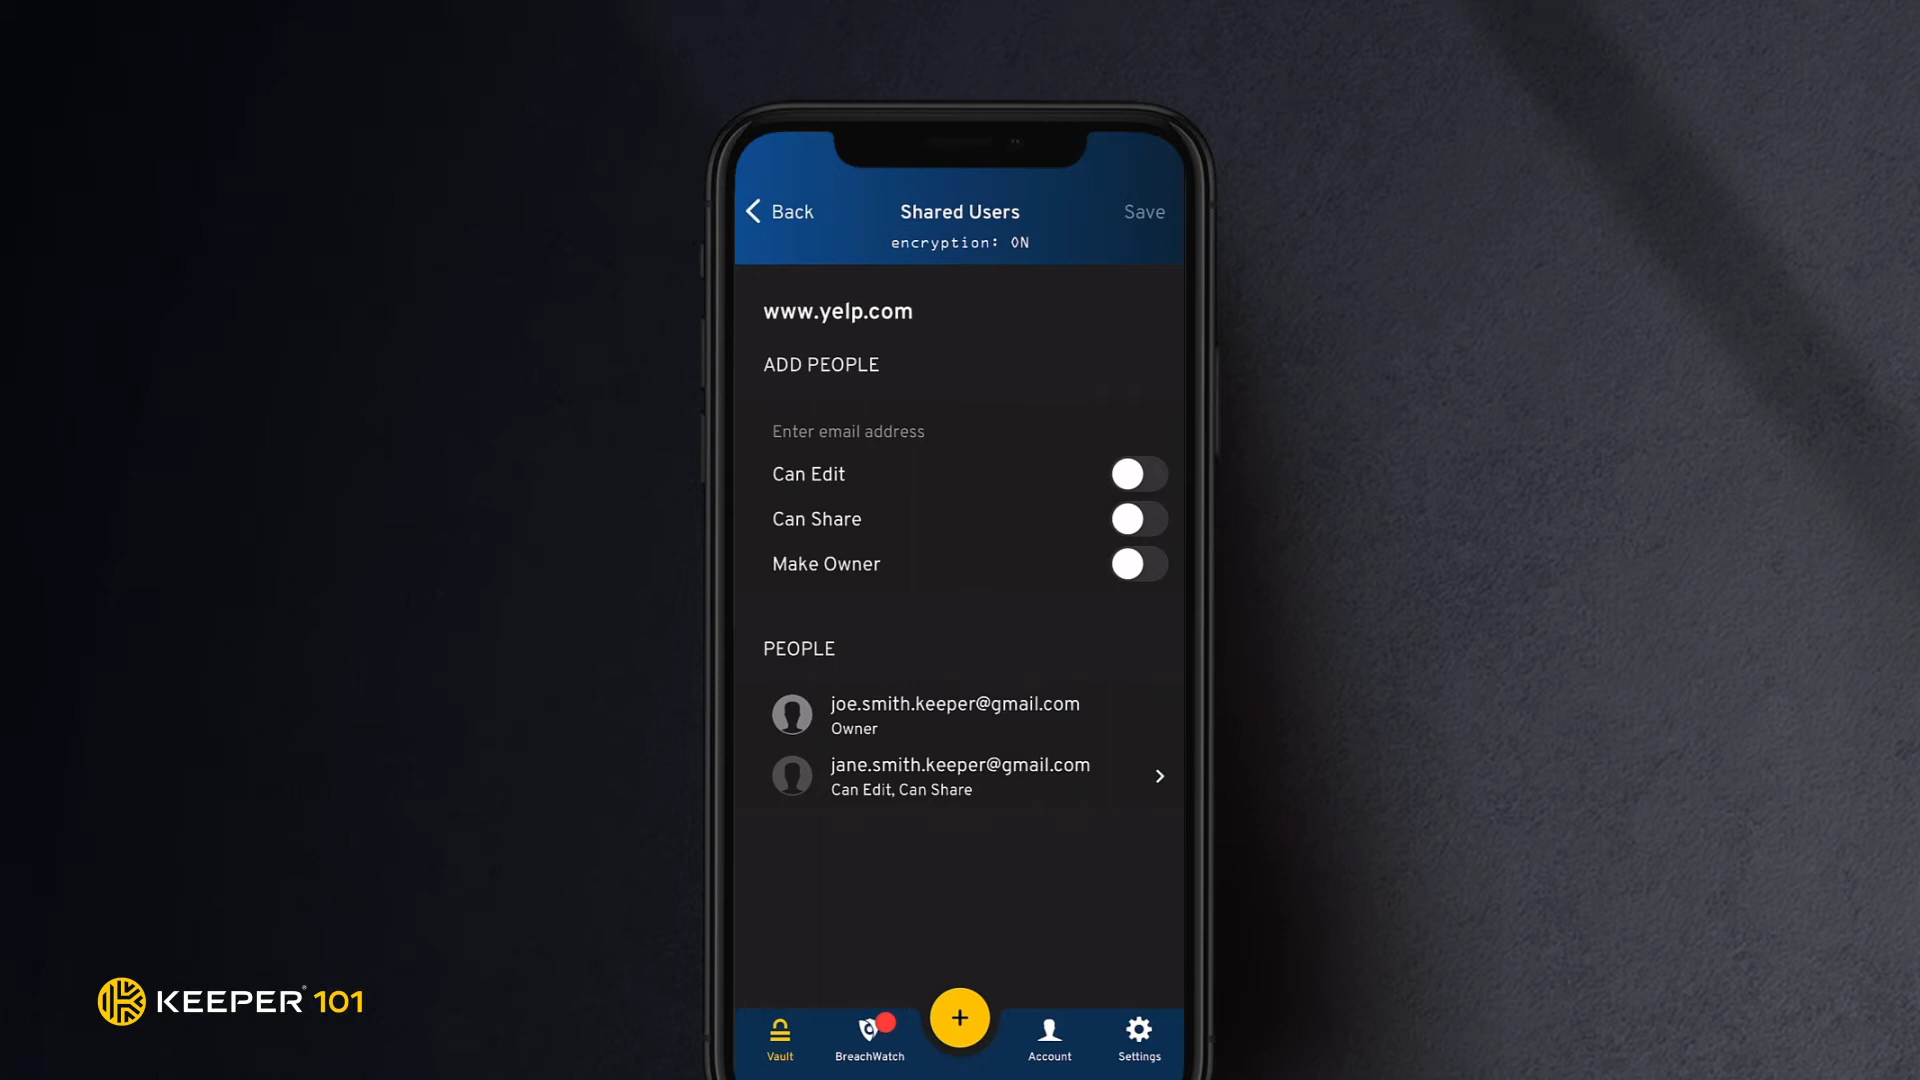 Back
Shared Users
Save
encryption: ON
www.yelp.com
ADD PEOPLE
Enter email address
Can Edit
Can Share
Make Owner
PEOPLE
joe.smith.keeper@gmail.com
Owner
jane.smith.keeper@gmail.com
Can Edit, Can Share
+
Vault
BreachWatch
Account
Settings
KEEPER® 101